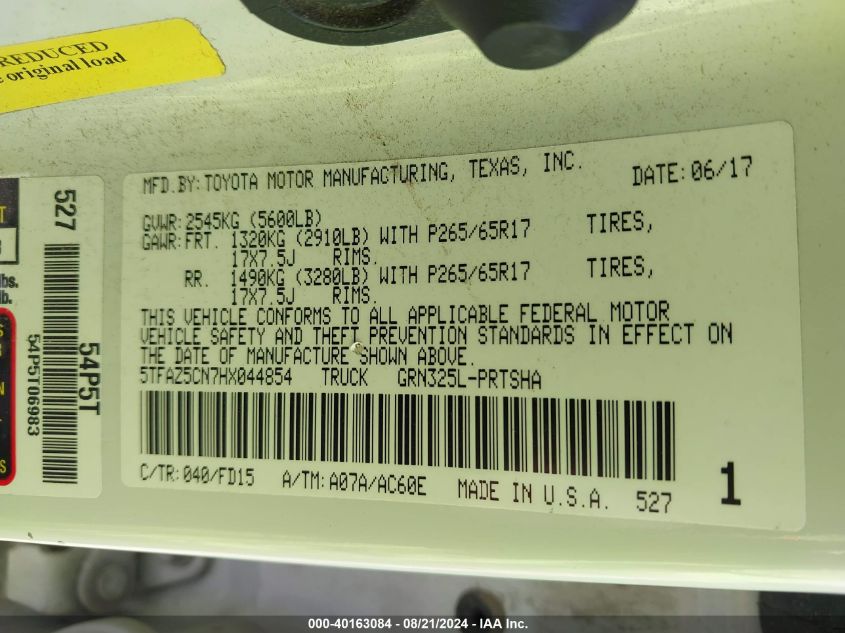 REDUCED
original load
MFD.BY:TOYOTA MOTOR MANUFACTURING, TEXAS, INC. DATE:06/17
GVWR:2545KG (5600LB)
GAWR:FRT. 1320KG (2910LB) WITH P265/65R17 TIRES,
17X7.5J RIMS.
RR. 1490KG (3280LB) WITH P265/65R17 TIRES,
17X7.5J RIMS.
THIS VEHICLE CONFORMS TO ALL APPLICABLE FEDERAL MOTOR
VEHICLE SAFETY AND THEFT PREVENTION STANDARDS IN EFFECT ON
THE DATE OF MANUFACTURE SHOWN ABOVE.
5TFAZ5CN7HX044854 TRUCK GRN325L-PRTSHA
C/TR:040/FD15 A/TM:A07A/AC60E MADE IN U.S.A. 527 1
527
54P5T06983
54P5T
lbs.
lb.
000-40163084 - 08/21/2024 - IAA Inc.